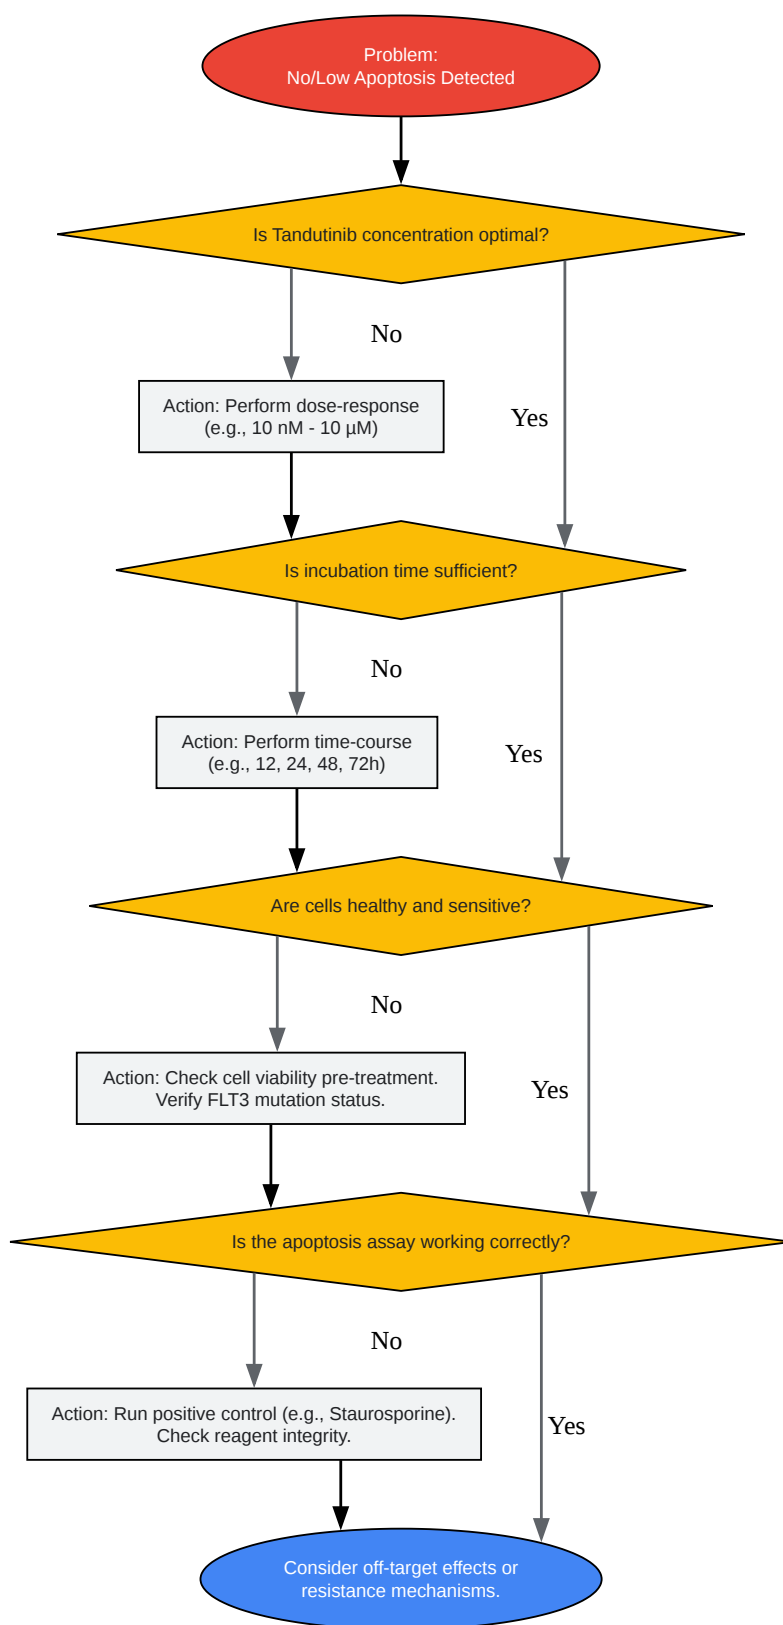 Problem:
No/Low Apoptosis Detected
Is Tandutinib concentration optimal?
No
Action: Perform dose-response
(e.g., 10 nM - 10 µM)
Yes
Is incubation time sufficient?
No
Action: Perform time-course
(e.g., 12, 24, 48, 72h)
Yes
Are cells healthy and sensitive?
No
Action: Check cell viability pre-treatment.
Verify FLT3 mutation status.
Yes
Is the apoptosis assay working correctly?
No
Action: Run positive control (e.g., Staurosporine).
Check reagent integrity.
Yes
Consider off-target effects or
resistance mechanisms.